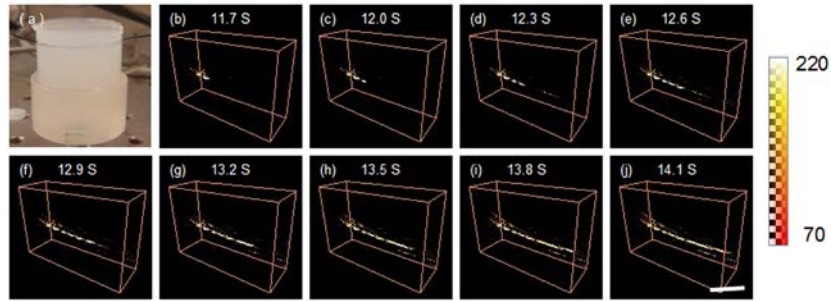 ( a ) (b) 11.7 S (c) 12.0 S (d) 12.3 S (e) 12.6 S
220
70
(f) 12.9 S (g) 13.2 S (h) 13.5 S (i) 13.8 S (j) 14.1 S